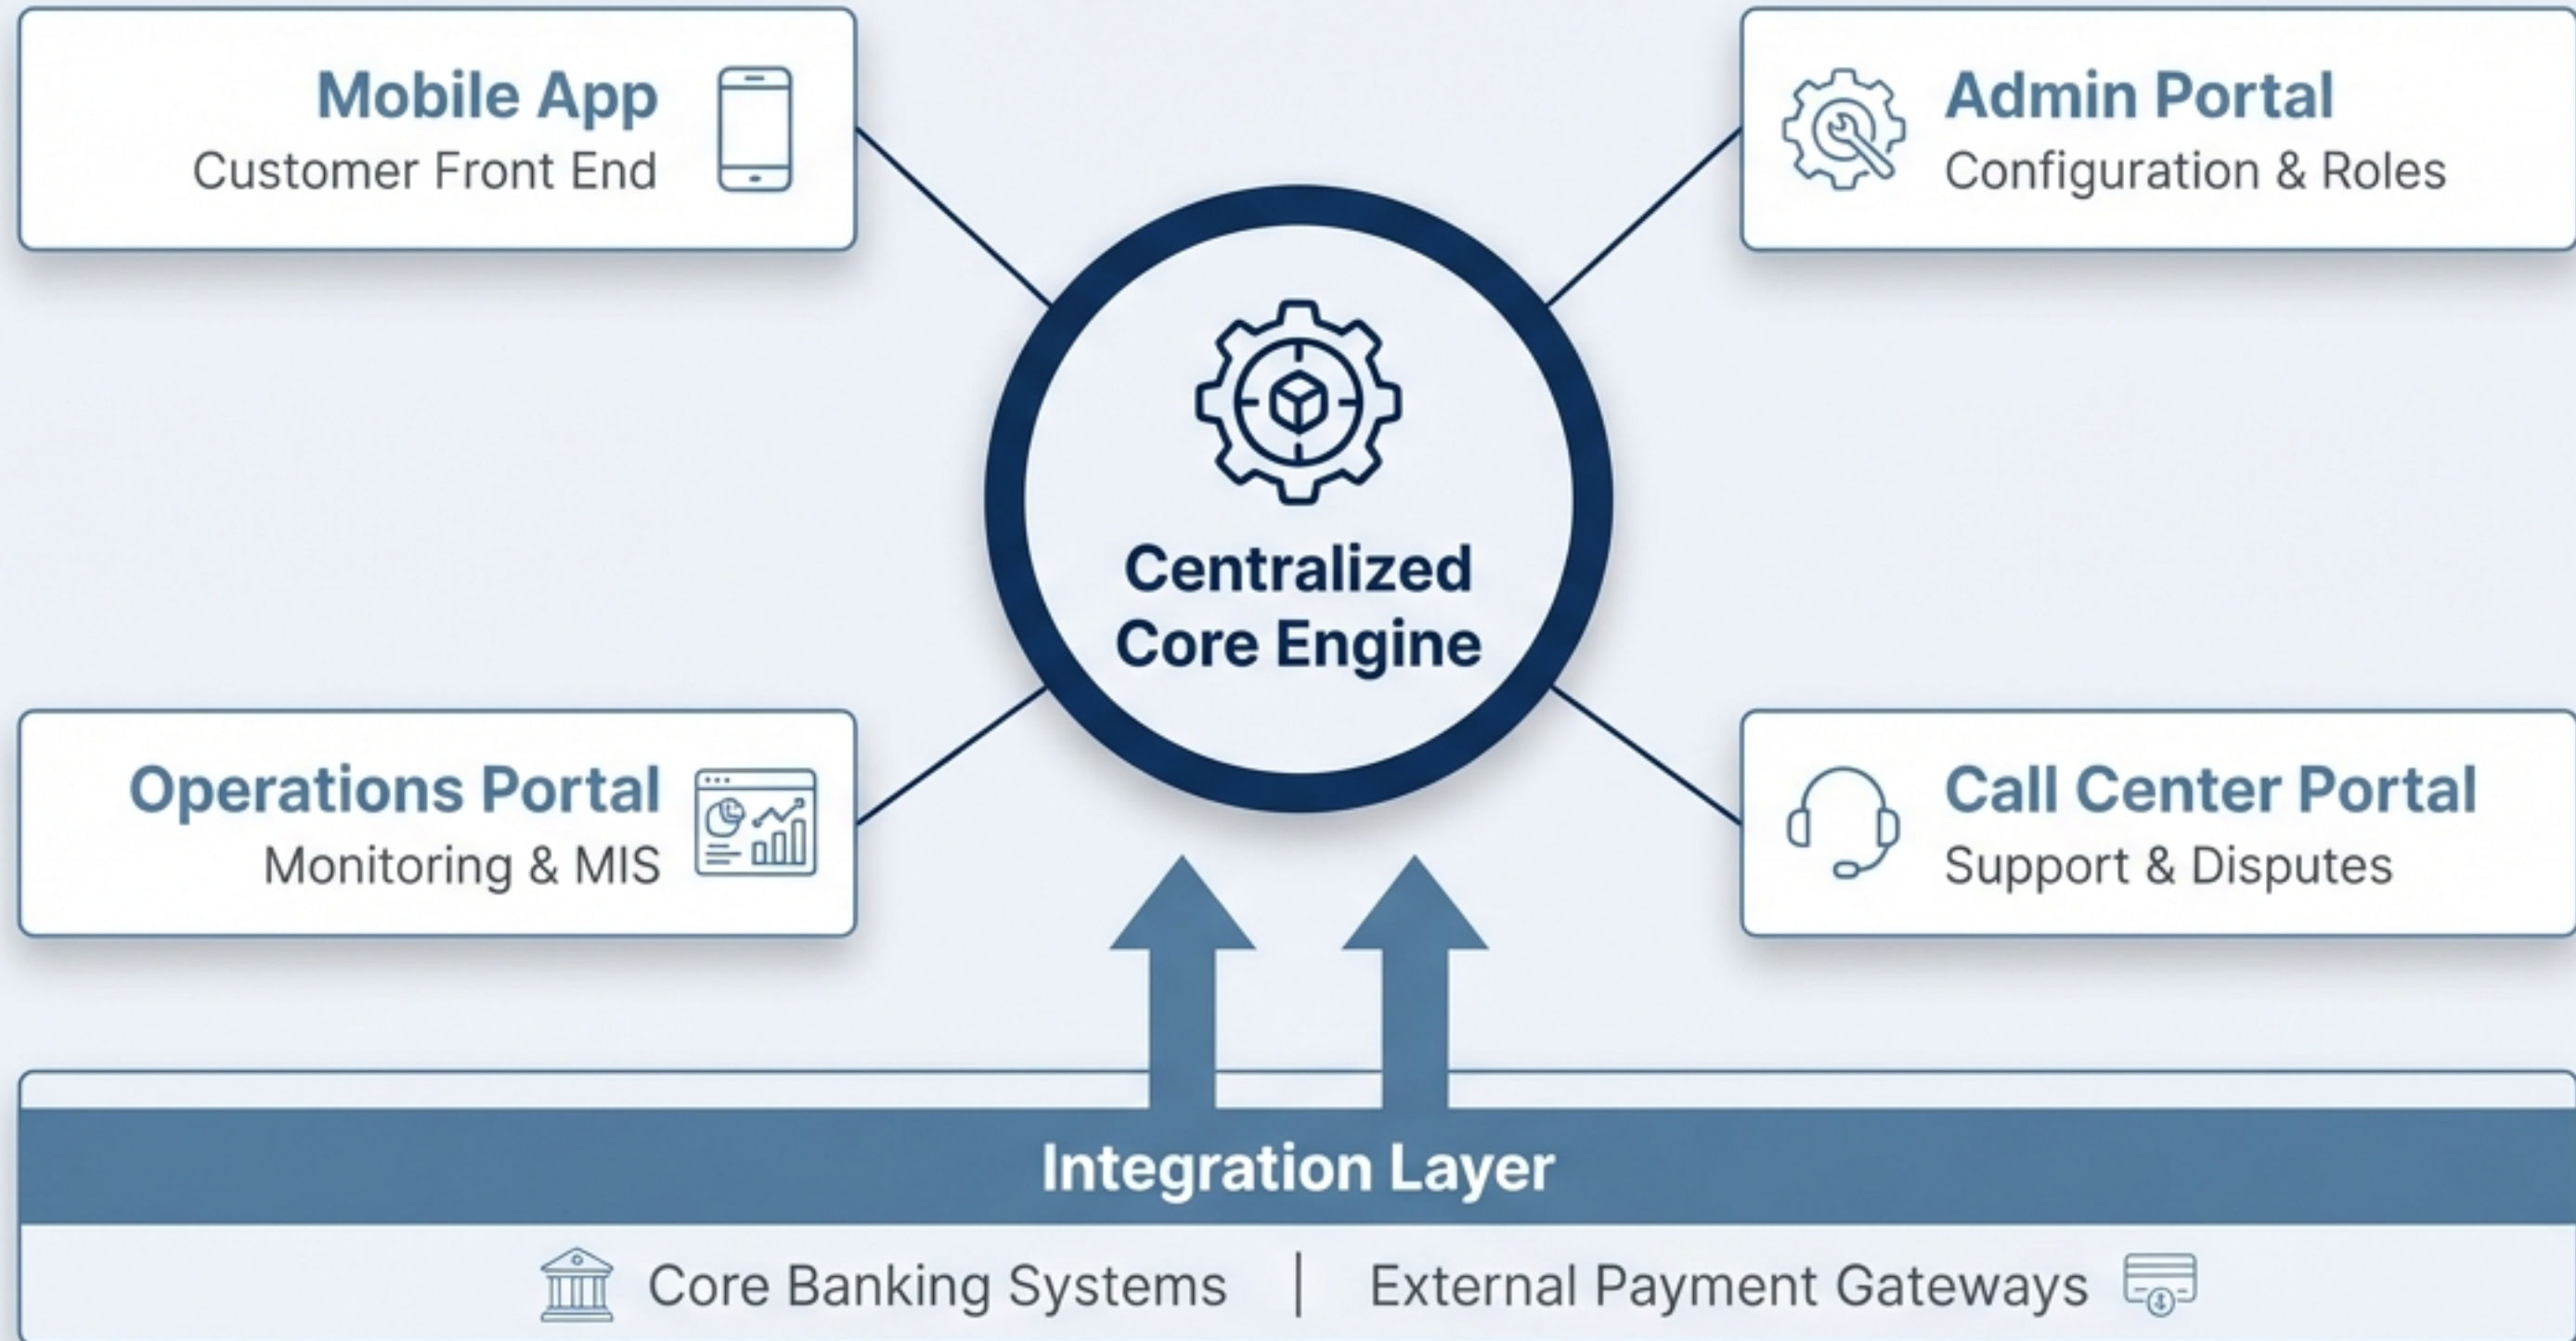 Mobile App
Customer Front End
Admin Portal
Configuration & Roles
Centralized
Core Engine
Operations Portal
Monitoring & MIS
Call Center Portal
Support & Disputes
Integration Layer
Core Banking Systems | External Payment Gateways